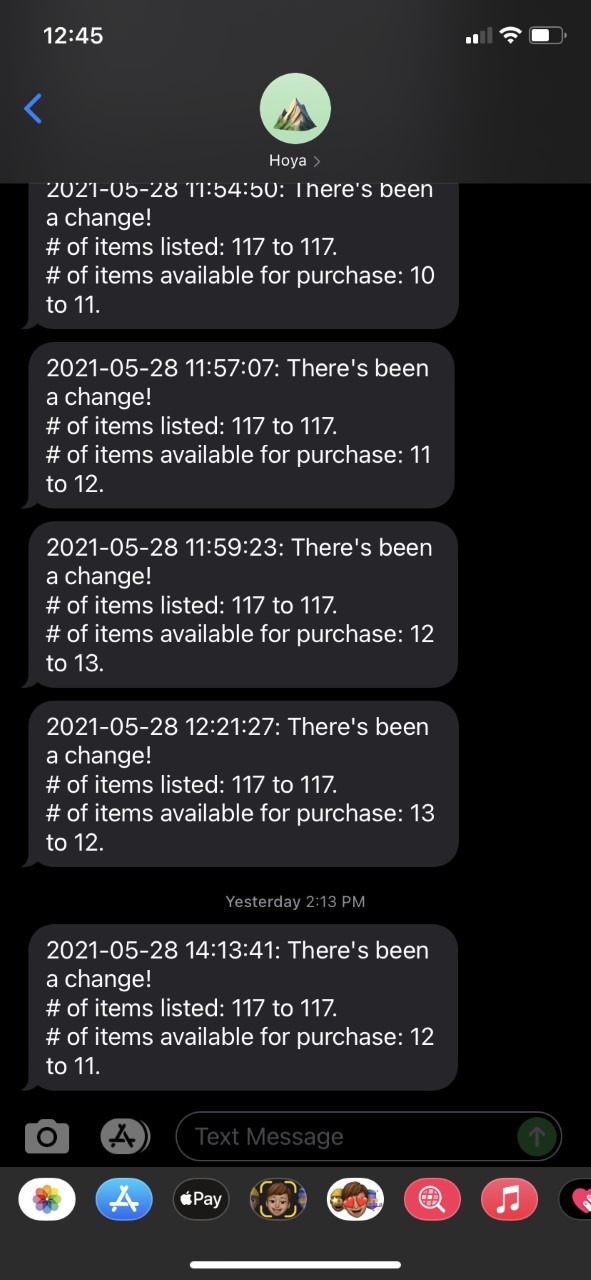 12:45
Hoya
2021-05-28 11:54:50: There's been
a change!
# of items listed: 117 to 117.
# of items available for purchase: 10
to 11.
2021-05-28 11:57:07: There's been
a change!
# of items listed: 117 to 117.
# of items available for purchase: 11
to 12.
2021-05-28 11:59:23: There's been
a change!
# of items listed: 117 to 117.
# of items available for purchase: 12
to 13.
2021-05-28 12:21:27: There's been
a change!
# of items listed: 117 to 117.
# of items available for purchase: 13
to 12.
Yesterday 2:13 PM
2021-05-28 14:13:41: There's been
a change!
# of items listed: 117 to 117.
# of items available for purchase: 12
to 11.
Text Message
Pay